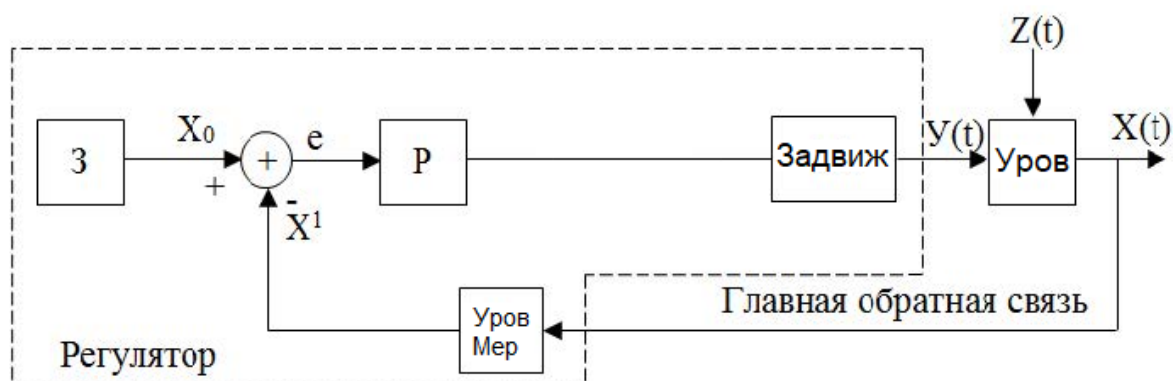 Z(t)
З
X₀
+
+
e
Р
Задвиж
У(t)
Уров
X(t)
-
X¹
Уров
Мер
Главная обратная связь
Регулятор